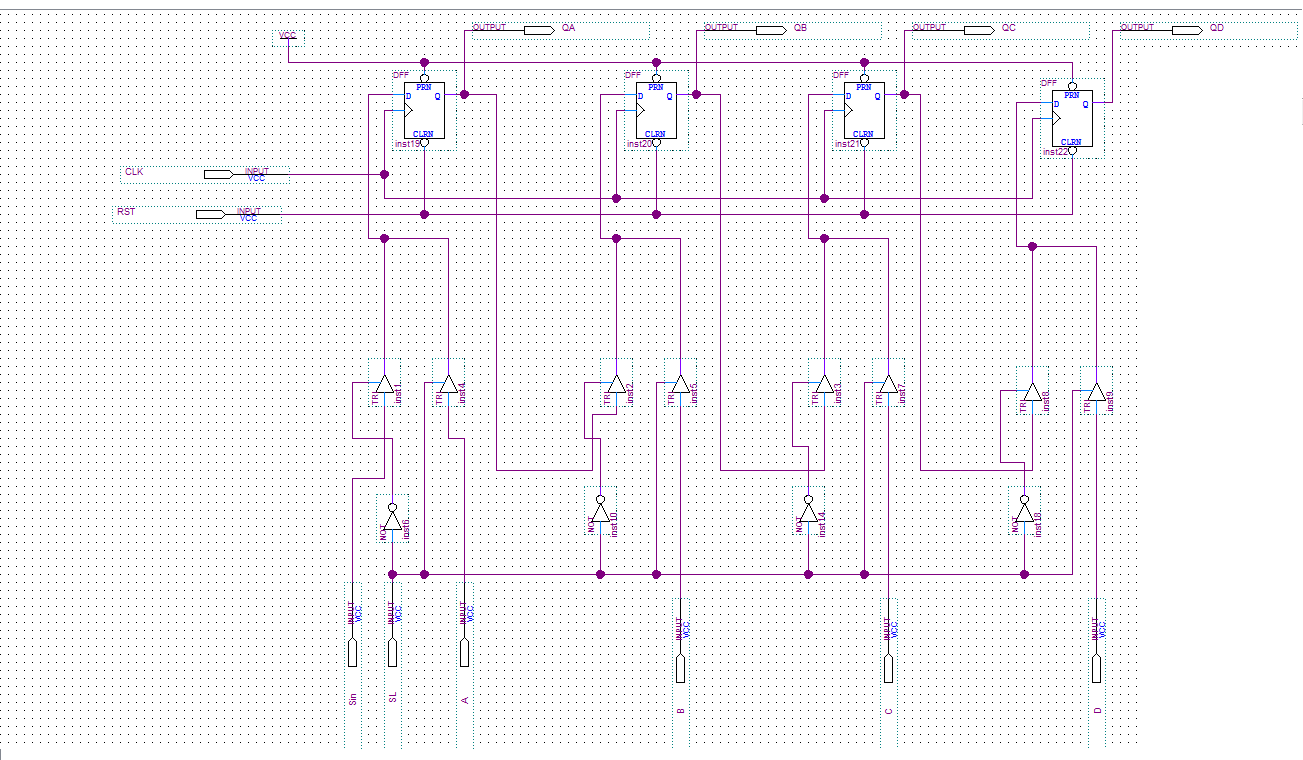 OUTPUT QA
OUTPUT QB
OUTPUT QC
OUTPUT QD
VCC
DFF
PRN
D Q
CLRN
inst19
DFF
PRN
D Q
CLRN
inst20
DFF
PRN
D Q
CLRN
inst21
DFF
PRN
D Q
CLRN
inst22
CLK INPUT
VCC
RST INPUT
VCC
TRI inst1
TRI inst4
TRI inst2
TRI inst5
TRI inst3
TRI inst7
TRI inst8
TRI inst9
NOT inst6
NOT inst10
NOT inst14
NOT inst18
INPUT
VCC
Sin
INPUT
VCC
SL
INPUT
VCC
A
INPUT
VCC
B
INPUT
VCC
C
INPUT
VCC
D